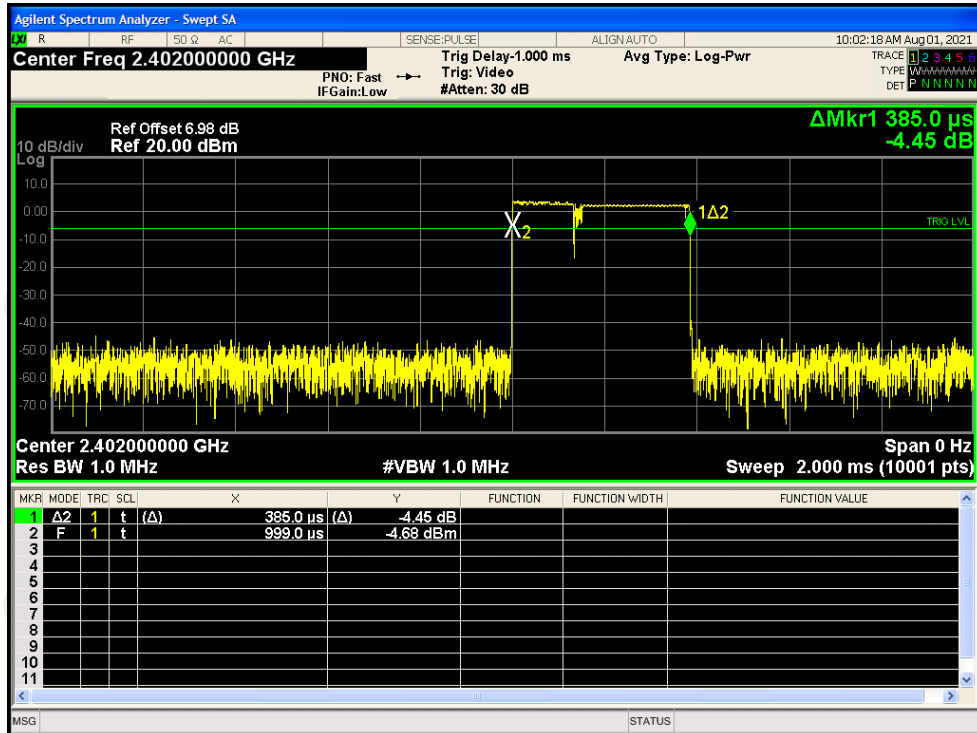 Agilent Spectrum Analyzer - Swept SA
LXI R RF 50 Ω AC SENSE:PULSE ALIGN AUTO 10:02:18 AM Aug 01, 2021
Center Freq 2.402000000 GHz
PNO: Fast
IFGain:Low
Trig Delay-1.000 ms
Trig: Video
#Atten: 30 dB
Avg Type: Log-Pwr
TRACE 1 2 3 4 5 6
TYPE WWWWWWW
DET P N N N N N
ΔMkr1 385.0 μs
-4.45 dB
Ref Offset 6.98 dB
10 dB/div Ref 20.00 dBm
Log
10.0
0.00
-10.0
-20.0
-30.0
-40.0
-50.0
-60.0
-70.0
X2
1Δ2
TRIG LVL
Center 2.402000000 GHz Span 0 Hz
Res BW 1.0 MHz #VBW 1.0 MHz Sweep 2.000 ms (10001 pts)
MKR MODE TRC SCL X Y FUNCTION FUNCTION WIDTH FUNCTION VALUE
1 Δ2 1 t (Δ) 385.0 μs (Δ) -4.45 dB
2 F 1 t 999.0 μs -4.68 dBm
3
4
5
6
7
8
9
10
11
MSG STATUS